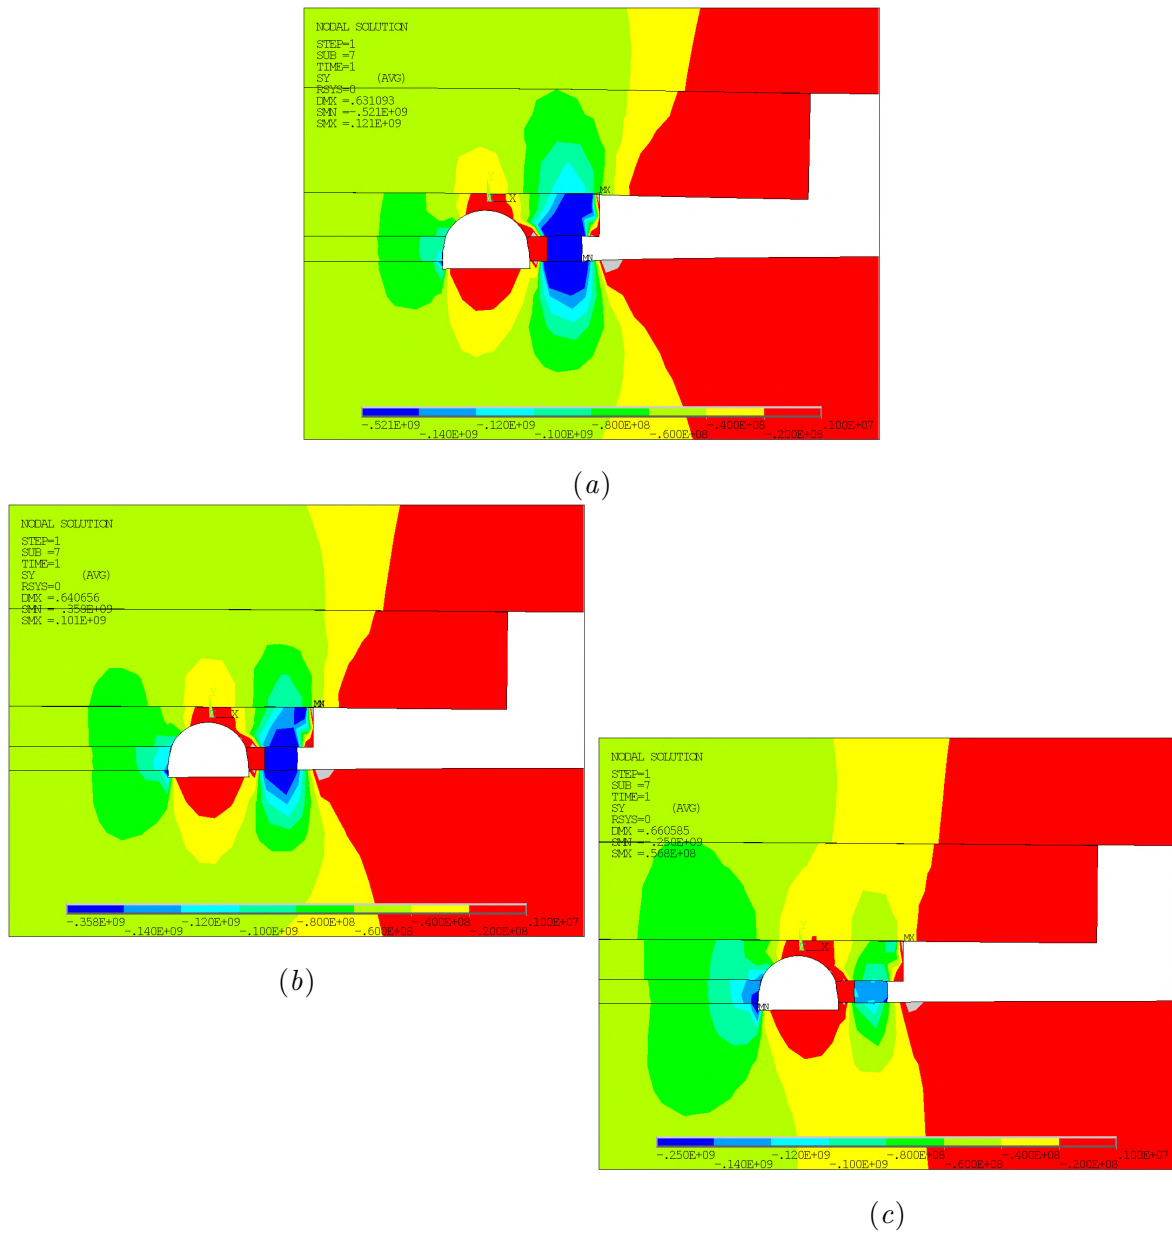 NODAL SOLUTION
STEP=1
SUB =7
TIME=1
SY (AVG)
RSYS=0
DMX =.631093
SMN =-.521E+09
SMX =.121E+09
Y
X
MX
MN
-.521E+09 -.120E+09 -.800E+08 -.400E+08 .100E+07
-.140E+09 -.100E+09 -.600E+08 -.200E+08
(a)
NODAL SOLUTION
STEP=1
SUB =7
TIME=1
SY (AVG)
RSYS=0
DMX =.640656
SMN =-.358E+09
SMX =.101E+09
X
-.358E+09 -.120E+09 -.800E+08 -.400E+08 .100E+07
-.140E+09 -.100E+09 -.600E+08 -.200E+08
(b)
NODAL SOLUTION
STEP=1
SUB =7
TIME=1
SY (AVG)
RSYS=0
DMX =.660585
SMN =-.250E+09
SMX =.568E+08
MX
X
MN
-.250E+09 -.120E+09 -.800E+08 -.400E+08 .100E+07
-.140E+09 -.100E+09 -.600E+08 -.200E+08
(c)